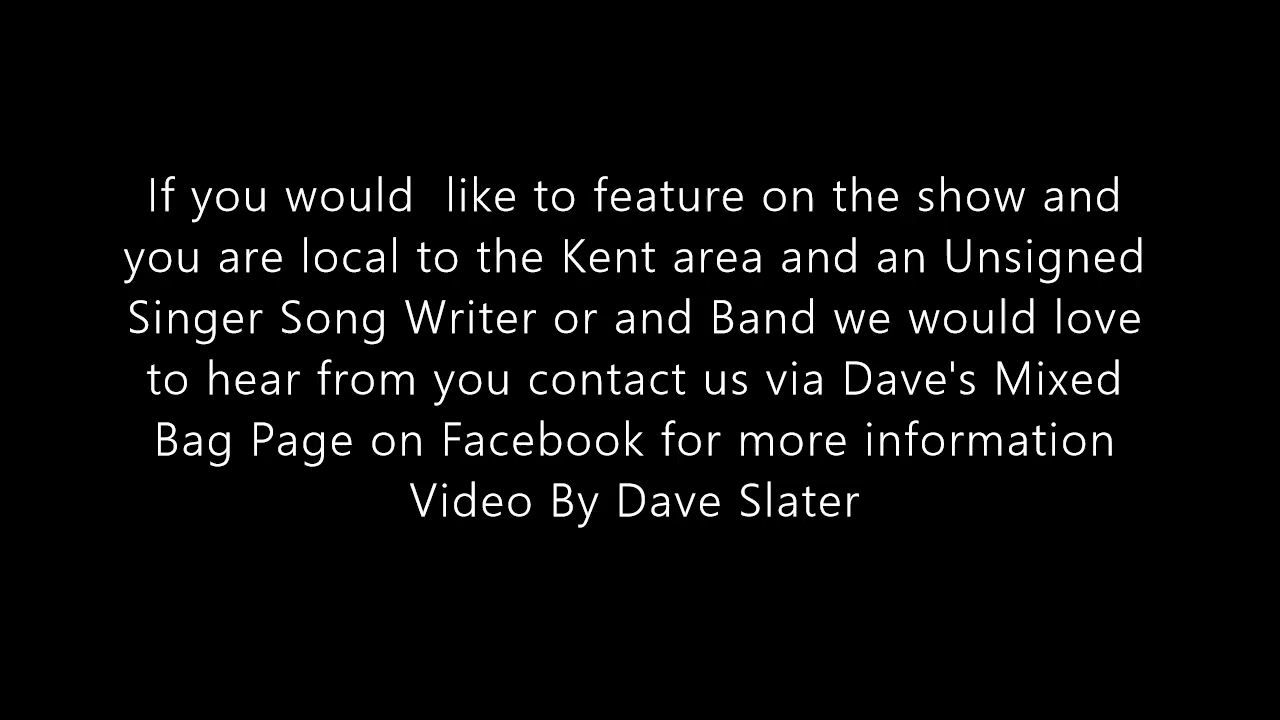 If you would  like to feature on the show and
you are local to the Kent area and an Unsigned
Singer Song Writer or and Band we would love
to hear from you contact us via Dave's Mixed
Bag Page on Facebook for more information
Video By Dave Slater